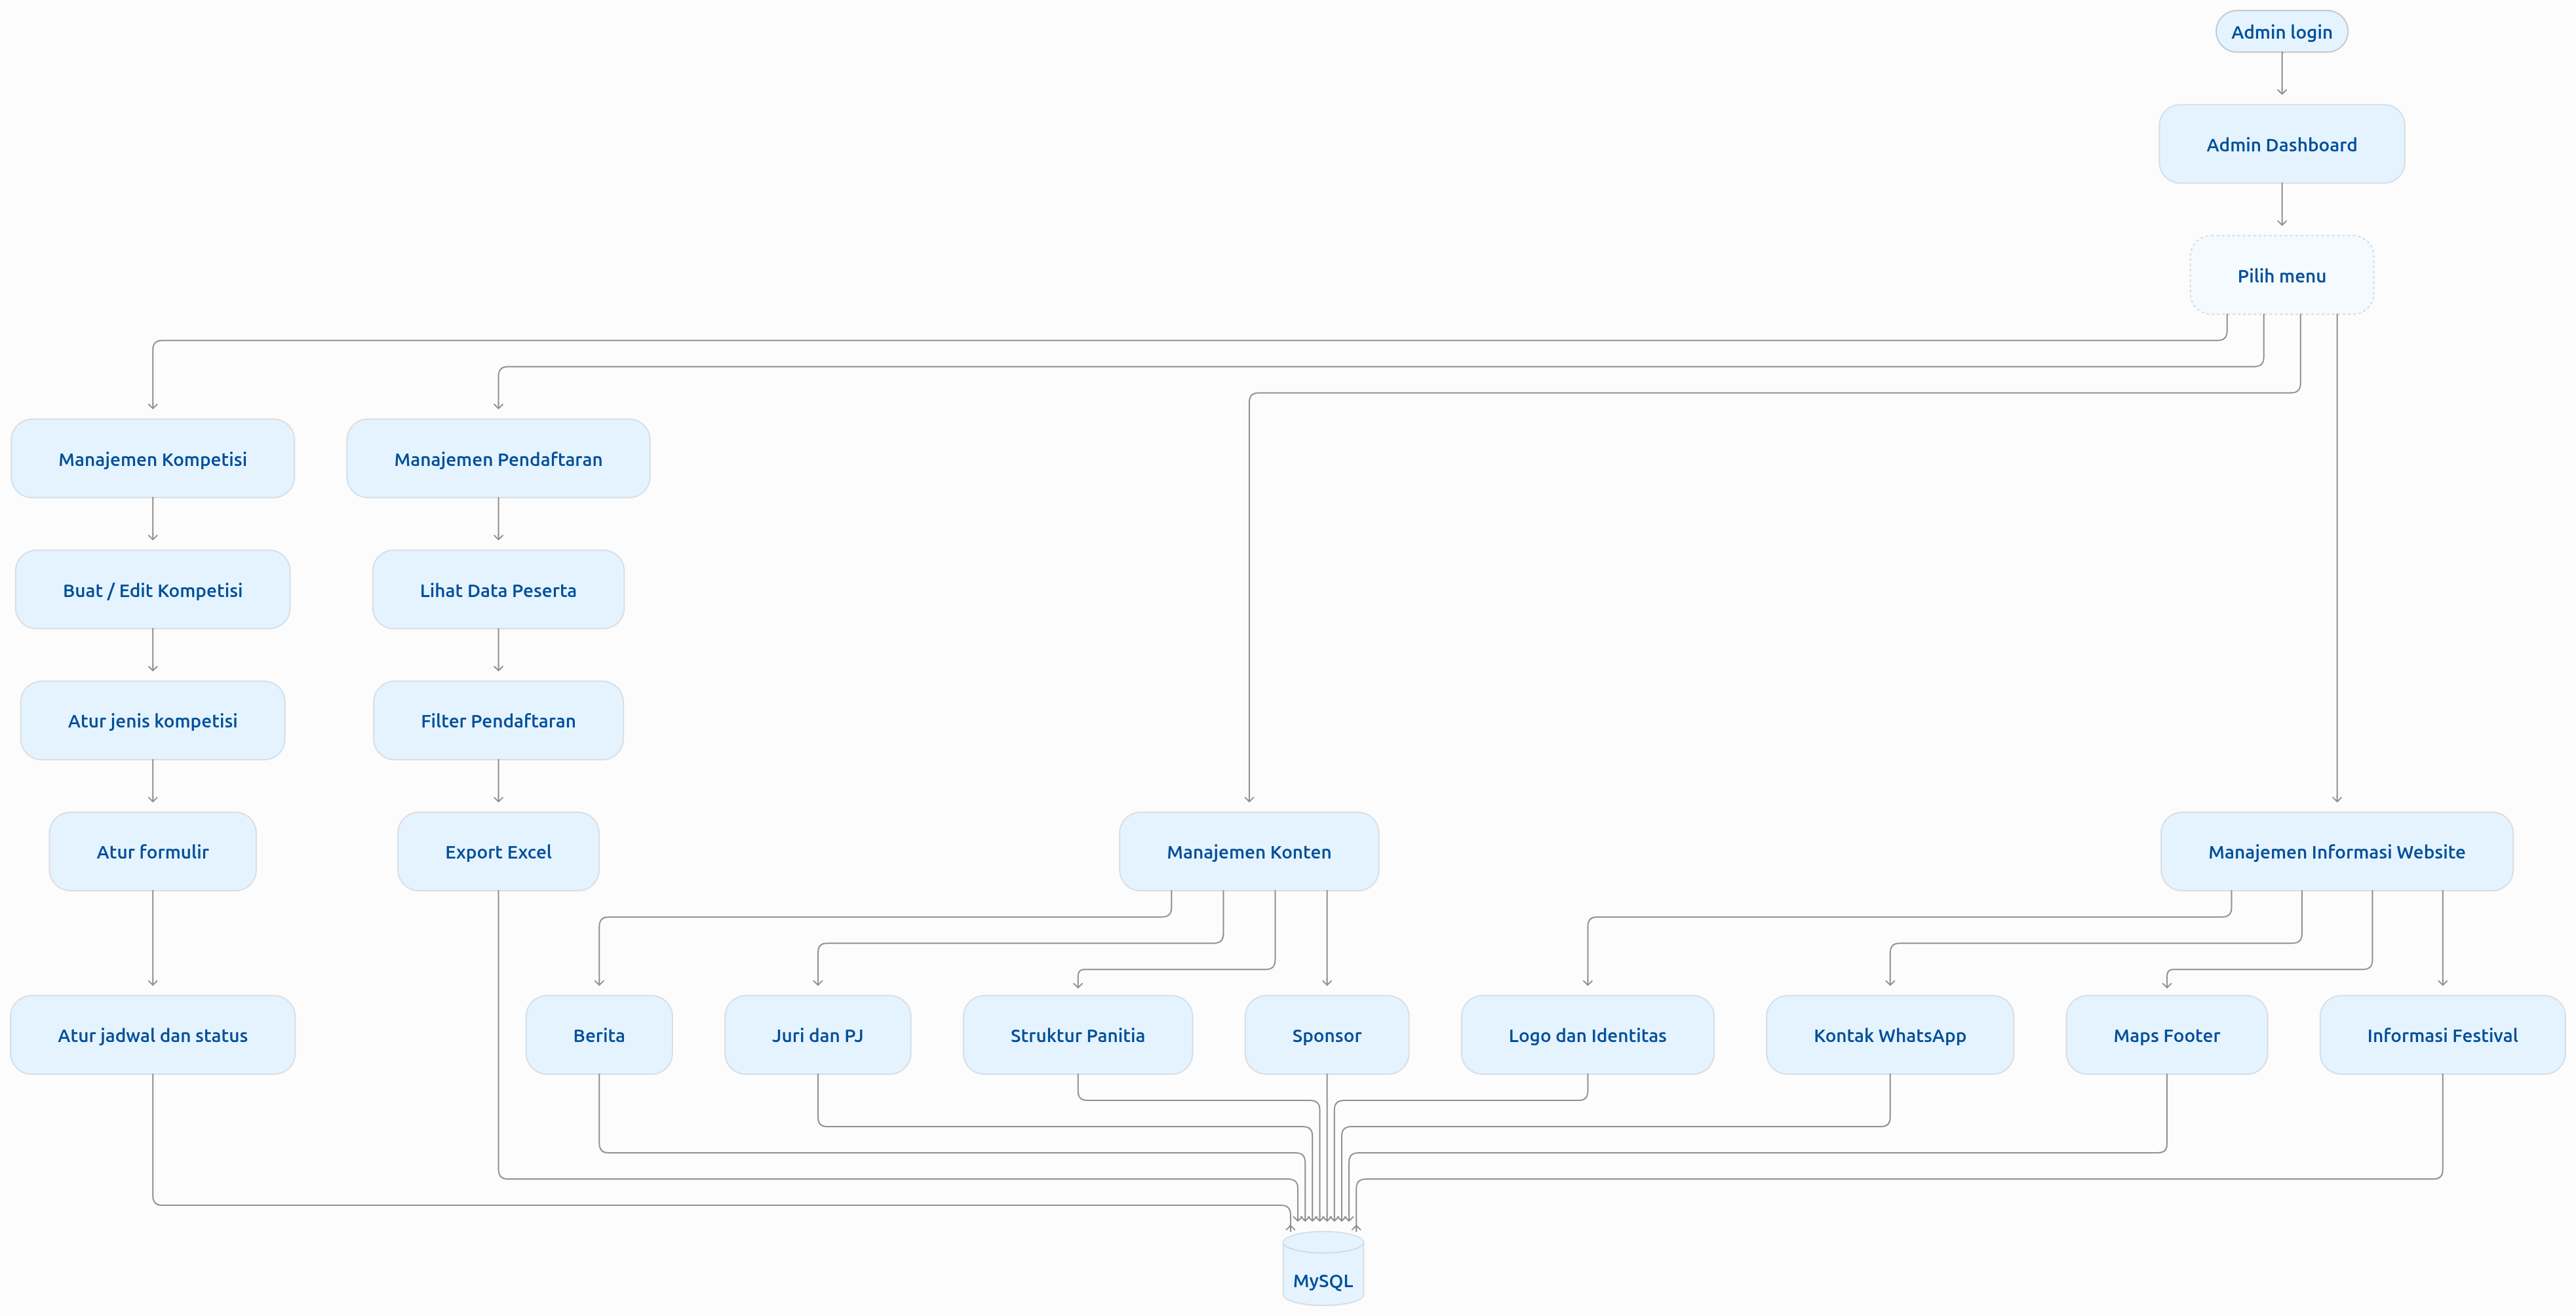 Admin login
Admin Dashboard
Pilih menu
Manajemen Kompetisi
Manajemen Pendaftaran
Buat / Edit Kompetisi
Lihat Data Peserta
Atur jenis kompetisi
Filter Pendaftaran
Atur formulir
Export Excel
Manajemen Konten
Manajemen Informasi Website
Atur jadwal dan status
Berita
Juri dan PJ
Struktur Panitia
Sponsor
Logo dan Identitas
Kontak WhatsApp
Maps Footer
Informasi Festival
MySQL